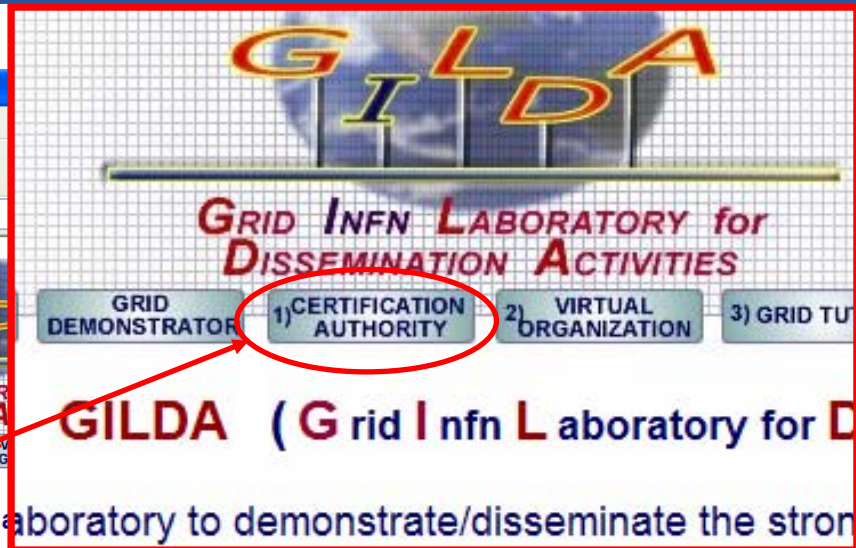 GILDA
GRID INFN LABORATORY for
DISSEMINATION ACTIVITIES
GRID
DEMONSTRATOR
1) CERTIFICATION
AUTHORITY
2) VIRTUAL
ORGANIZATION
3) GRID TU
GILDA ( G rid I nfn L aboratory for D
aboratory to demonstrate/disseminate the stron